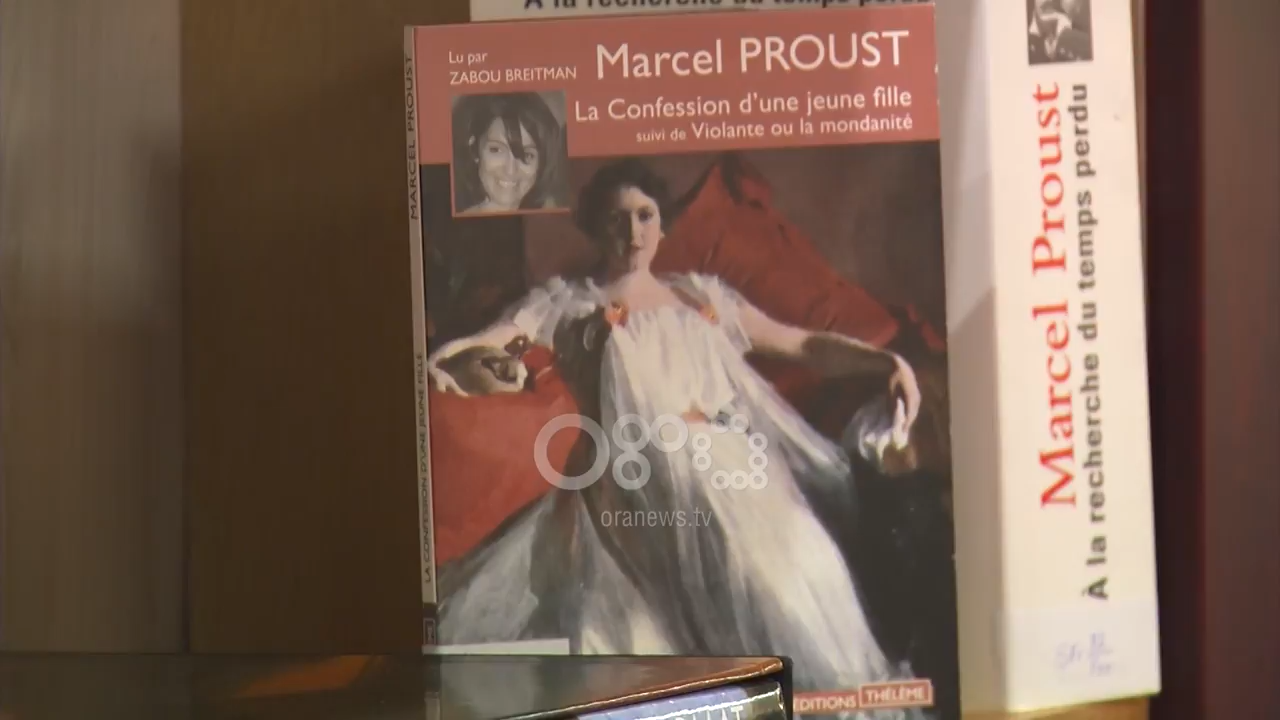 À la recherche du temps perdu
Lu par
ZABOU BREITMAN
Marcel PROUST
La Confession d'une jeune fille
suivi de Violante ou la mondanité
MARCEL PROUST
LA CONFESSION D'UNE JEUNE FILLE
oranews.tv
ÉDITIONS THÉLÈME
Marcel Proust
À la recherche du temps perdu